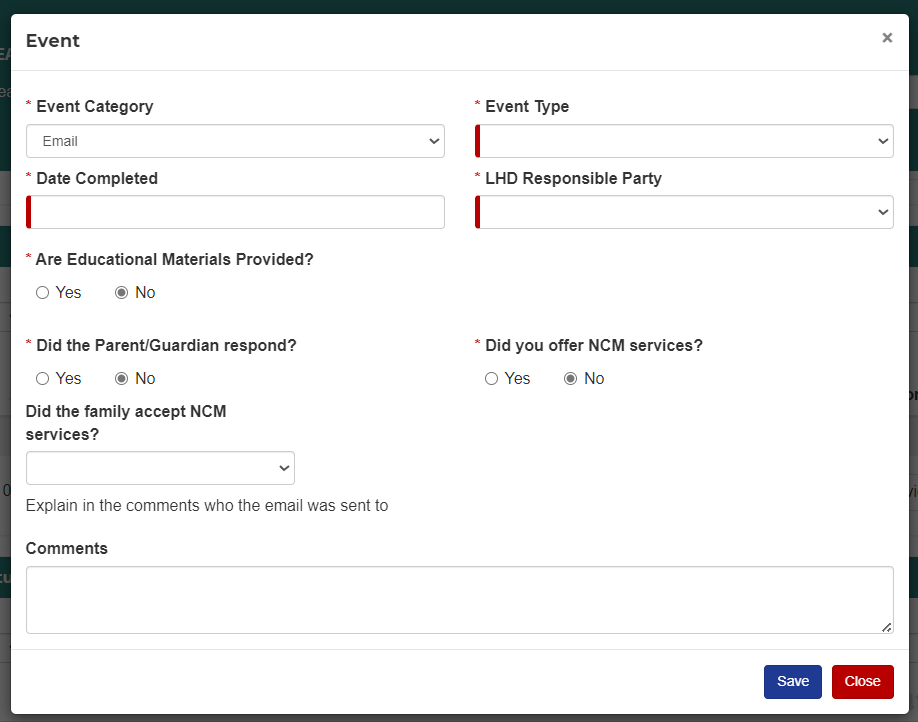 Event
×
* Event Category
* Event Type
Email
* Date Completed
* LHD Responsible Party
* Are Educational Materials Provided?
Yes No
* Did the Parent/Guardian respond?
* Did you offer NCM services?
Yes No
Yes No
Did the family accept NCM
services?
Explain in the comments who the email was sent to
Comments
Save Close